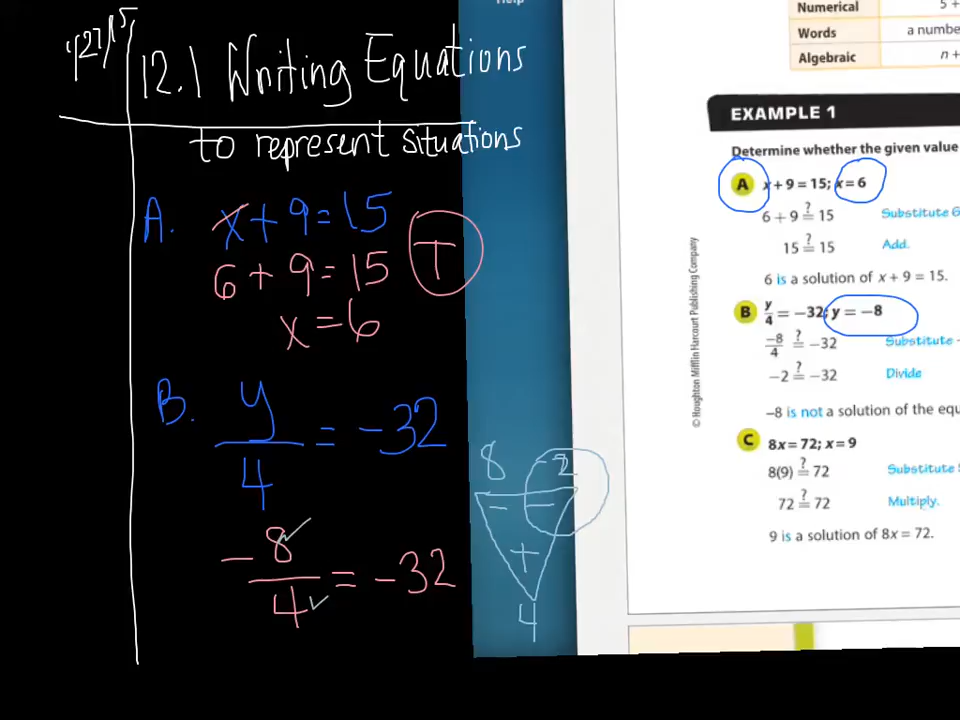 4/27/15
12.1 Writing Equations
to represent situations
A. x + 9 = 15
6 + 9 = 15 T
x = 6
B. y/4 = -32
-8/4 = -32
8 -2
- -
+
4
Help
Numerical 5 +
Words a numbe
Algebraic n +
EXAMPLE 1
Determine whether the given value
A x + 9 = 15; x = 6
6 + 9 ≟ 15 Substitute 6
15 ≟ 15 Add.
6 is a solution of x + 9 = 15.
B y/4 = -32; y = -8
-8/4 ≟ -32 Substitute -
-2 ≟ -32 Divide
-8 is not a solution of the equ
C 8x = 72; x = 9
8(9) ≟ 72 Substitute
72 ≟ 72 Multiply.
9 is a solution of 8x = 72.
© Houghton Mifflin Harcourt Publishing Company